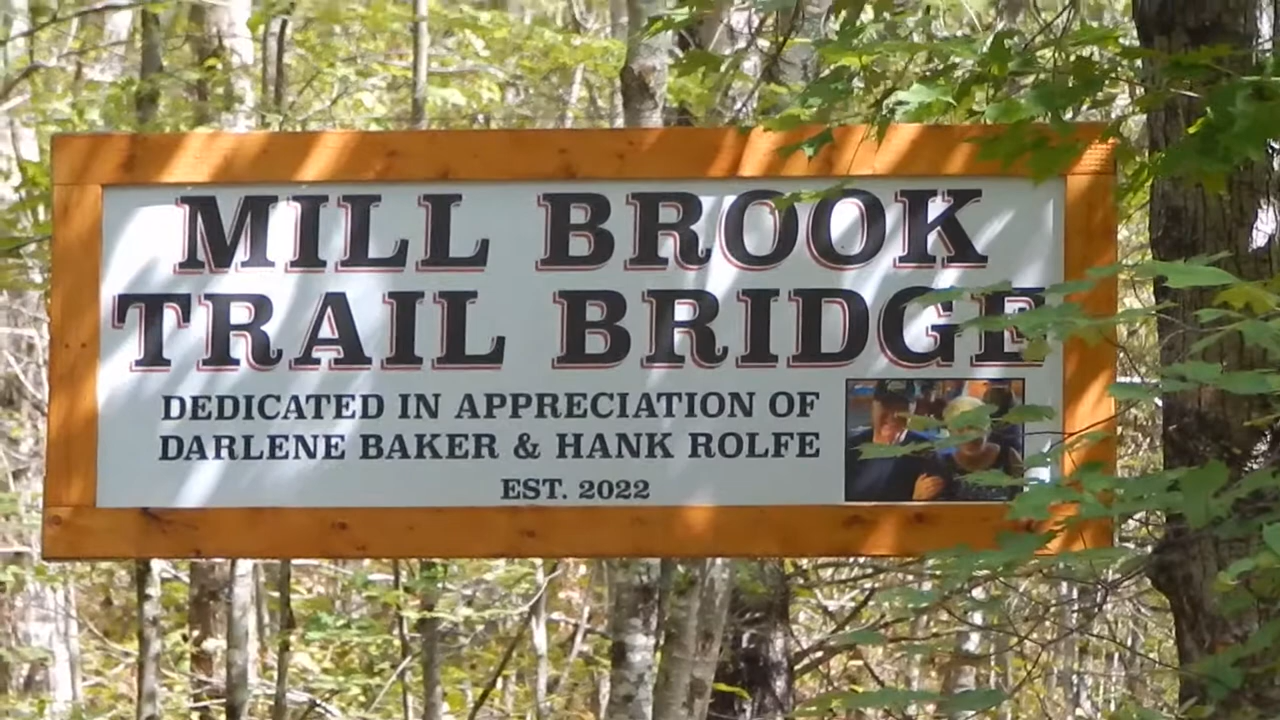 MILL BROOK
TRAIL BRIDGE
DEDICATED IN APPRECIATION OF
DARLENE BAKER & HANK ROLFE
EST. 2022